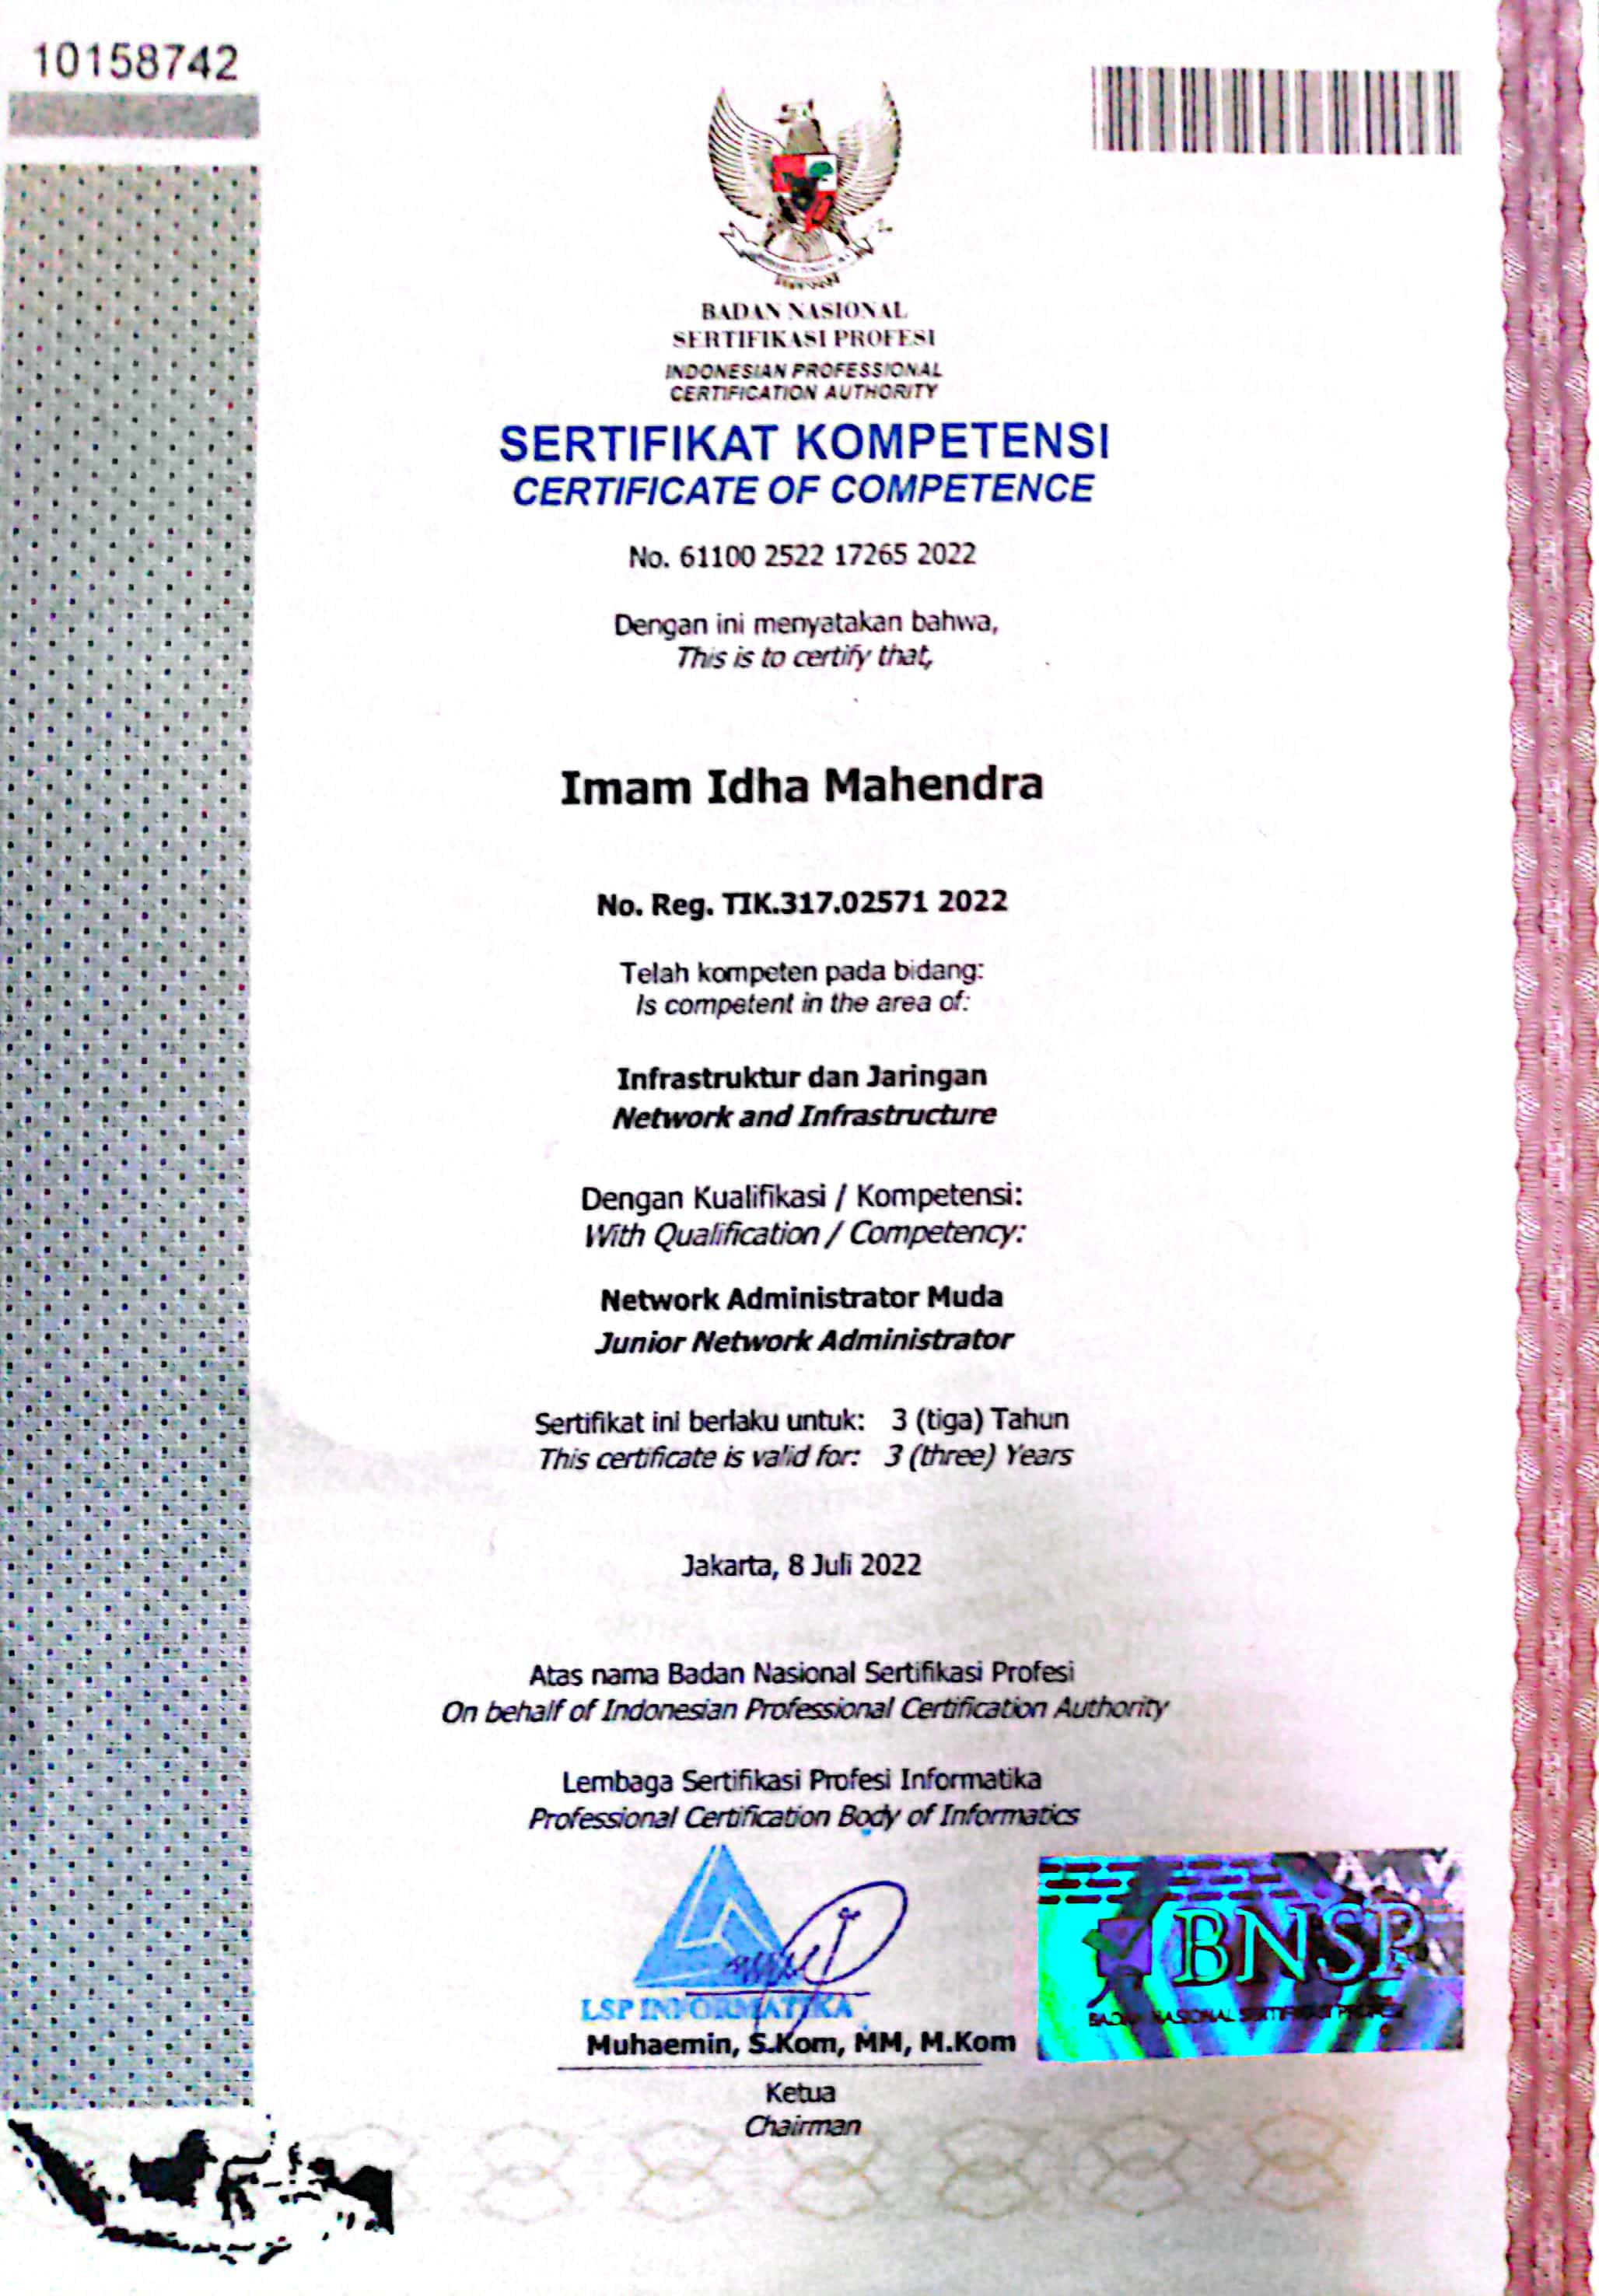 10158742
BADAN NASIONAL
SERTIFIKASI PROFESI
INDONESIAN PROFESSIONAL
CERTIFICATION AUTHORITY
SERTIFIKAT KOMPETENSI
CERTIFICATE OF COMPETENCE
No. 61100 2522 17265 2022
Dengan ini menyatakan bahwa,
This is to certify that,
Imam Idha Mahendra
No. Reg. TIK.317.02571 2022
Telah kompeten pada bidang:
Is competent in the area of:
Infrastruktur dan Jaringan
Network and Infrastructure
Dengan Kualifikasi / Kompetensi:
With Qualification / Competency:
Network Administrator Muda
Junior Network Administrator
Sertifikat ini berlaku untuk: 3 (tiga) Tahun
This certificate is valid for: 3 (three) Years
Jakarta, 8 Juli 2022
Atas nama Badan Nasional Sertifikasi Profesi
On behalf of Indonesian Professional Certification Authority
Lembaga Sertifikasi Profesi Informatika
Professional Certification Body of Informatics
LSP INFORMATIKA
Muhaemin, S.Kom, MM, M.Kom
Ketua
Chairman
BNSP
BADAN NASIONAL SERTIFIKASI PROFESI